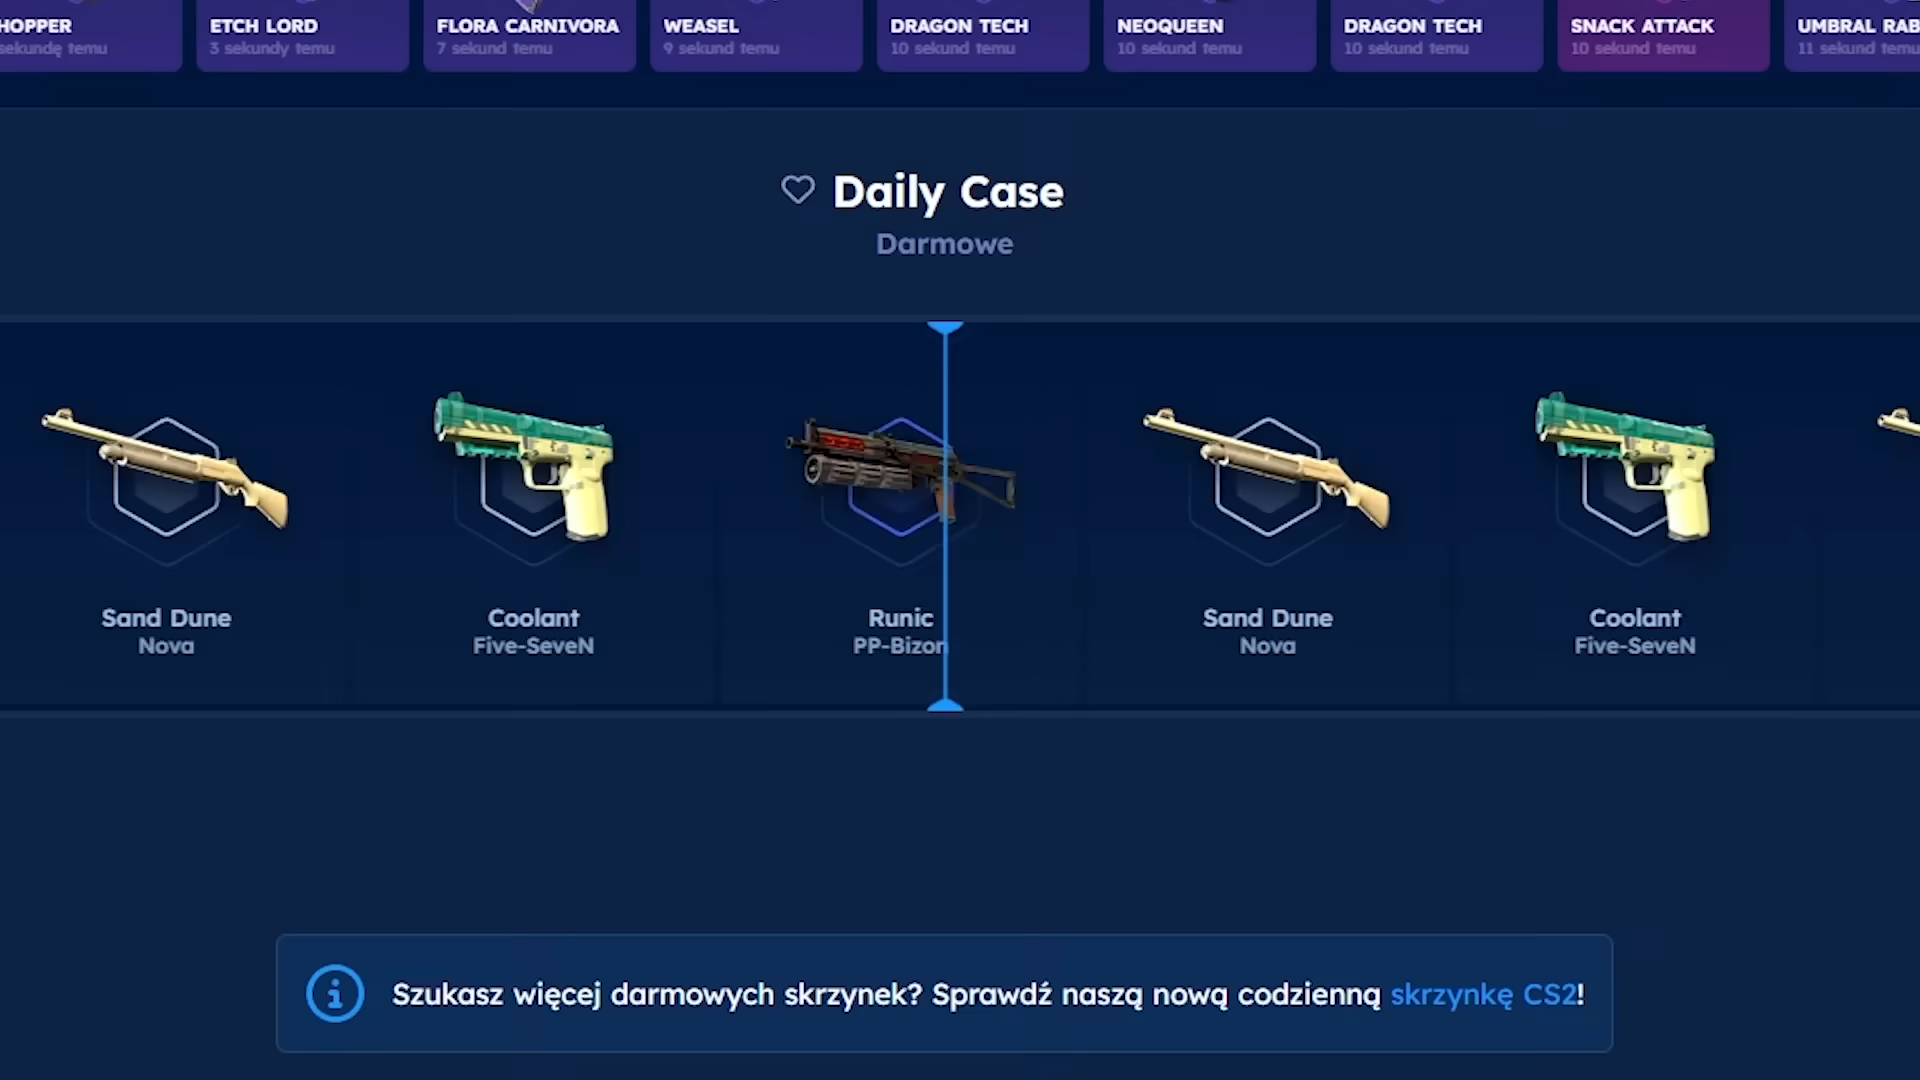 HOPPER
sekundę temu
ETCH LORD
3 sekundy temu
FLORA CARNIVORA
7 sekund temu
WEASEL
9 sekund temu
DRAGON TECH
10 sekund temu
NEOQUEEN
10 sekund temu
DRAGON TECH
10 sekund temu
SNACK ATTACK
10 sekund temu
UMBRAL RAB
11 sekund temu
Daily Case
Darmowe
Sand Dune
Nova
Coolant
Five-SeveN
Runic
PP-Bizon
Sand Dune
Nova
Coolant
Five-SeveN
Szukasz więcej darmowych skrzynek? Sprawdź naszą nową codzienną skrzynkę CS2!